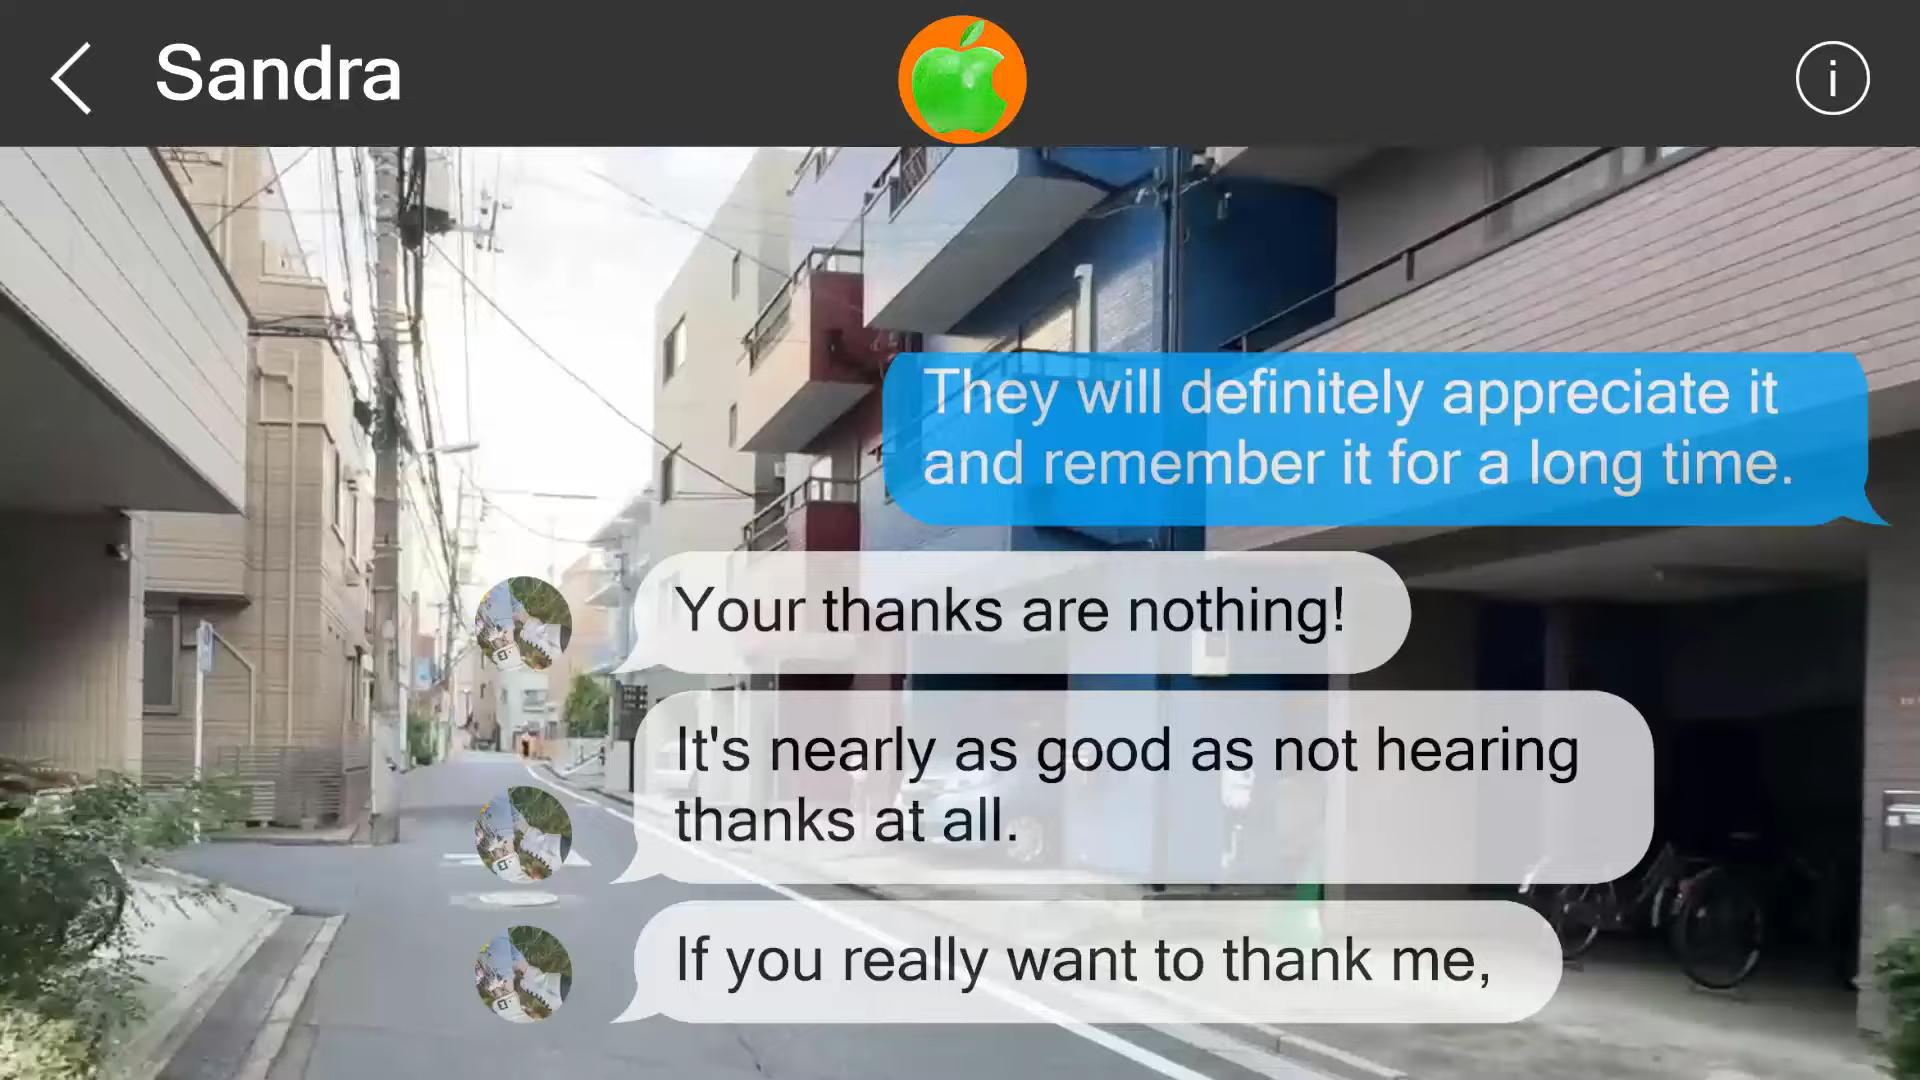 Sandra
They will definitely appreciate it
and remember it for a long time.
Your thanks are nothing!
It's nearly as good as not hearing
thanks at all.
If you really want to thank me,